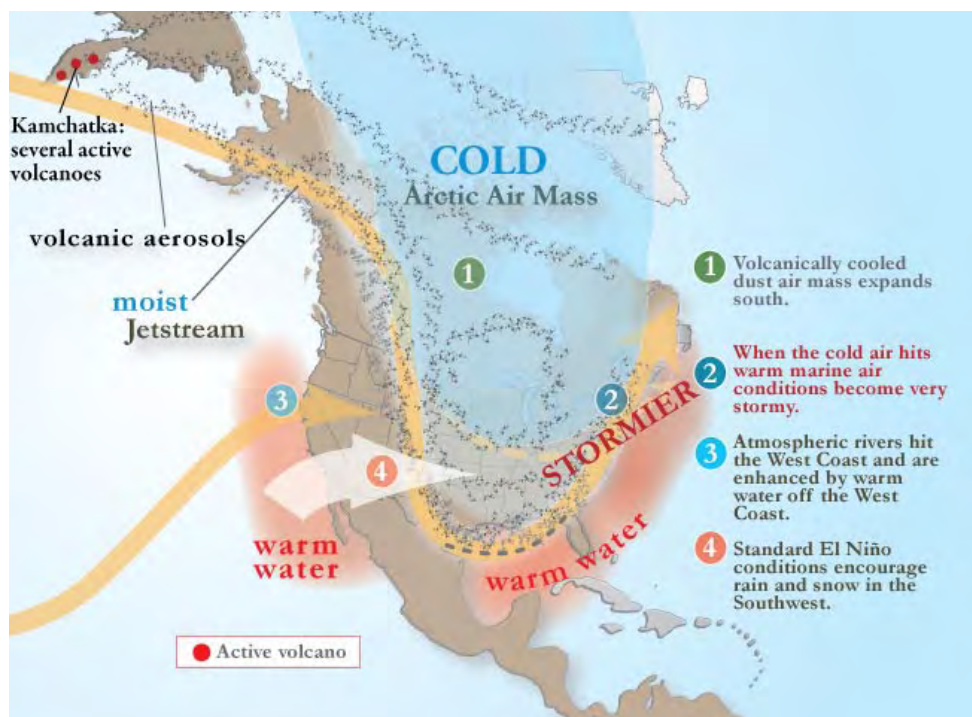 Kamchatka:
several active
volcanoes
COLD
Arctic Air Mass
volcanic aerosols
moist
Jetstream
1
1
Volcanically cooled
dust air mass expands
south.
2
When the cold air hits
warm marine air
conditions become very
stormy.
3
2
STORMIER
3
Atmospheric rivers hit
the West Coast and are
enhanced by warm
water off the West
Coast.
4
warm
water
warm water
4
Standard El Niño
conditions encourage
rain and snow in the
Southwest.
Active volcano